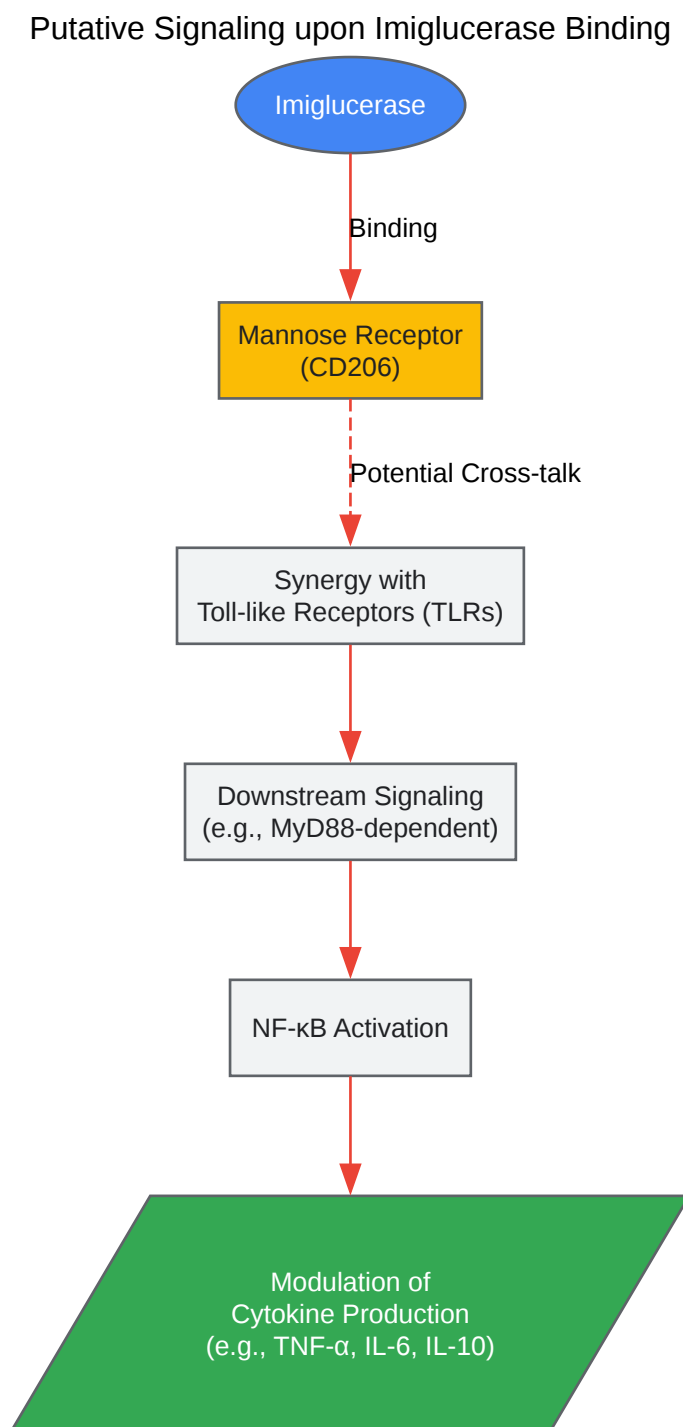 Putative Signaling upon Imiglucerase Binding
Imiglucerase
Binding
Mannose Receptor
(CD206)
Potential Cross-talk
Synergy with
Toll-like Receptors (TLRs)
Downstream Signaling
(e.g., MyD88-dependent)
NF-κB Activation
Modulation of
Cytokine Production
(e.g., TNF-α, IL-6, IL-10)